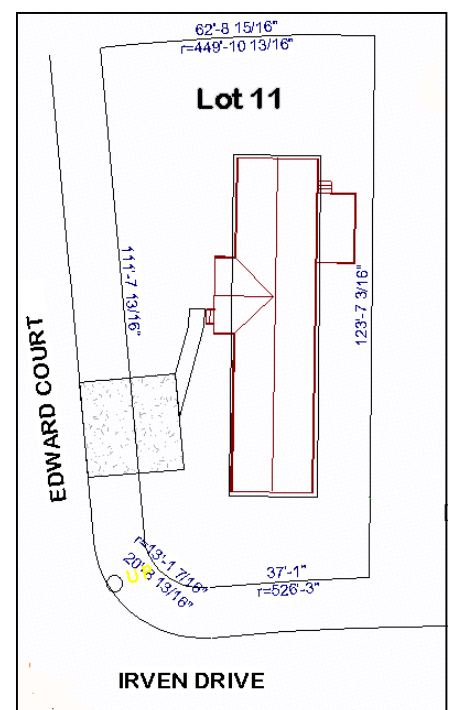 62'-8 15/16"
r=449'-10 13/16"
Lot 11
111'-7 13/16"
123'-7 3/16"
EDWARD COURT
r=13'-1 7/16"
UP
37'-1"
r=526'-3"
IRVEN DRIVE